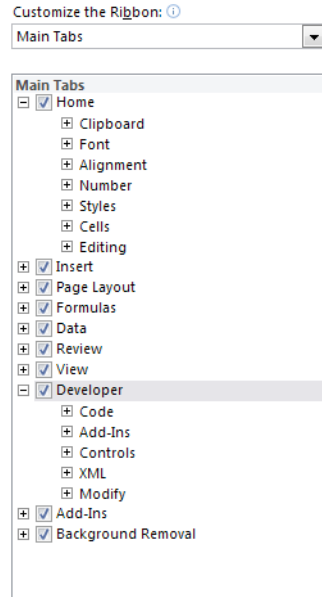 Customize the Ribbon:
Main Tabs
Main Tabs
Home
Clipboard
Font
Alignment
Number
Styles
Cells
Editing
Insert
Page Layout
Formulas
Data
Review
View
Developer
Code
Add-Ins
Controls
XML
Modify
Add-Ins
Background Removal